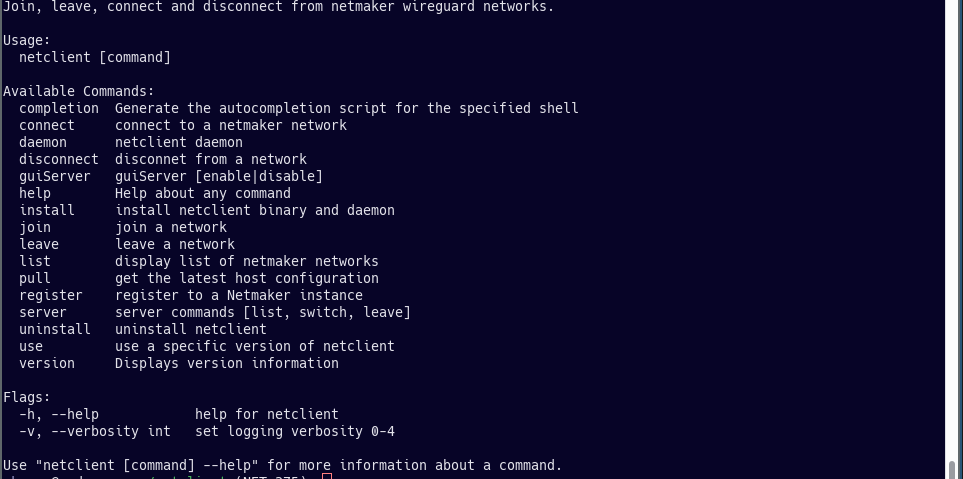 Join, leave, connect and disconnect from netmaker wireguard networks.
Usage:
netclient [command]
Available Commands:
completion  Generate the autocompletion script for the specified shell
connect     connect to a netmaker network
daemon      netclient daemon
disconnect  disconnet from a network
guiServer   guiServer [enable|disable]
help        Help about any command
install     install netclient binary and daemon
join        join a network
leave       leave a network
list        display list of netmaker networks
pull        get the latest host configuration
register    register to a Netmaker instance
server      server commands [list, switch, leave]
uninstall   uninstall netclient
use         use a specific version of netclient
version     Displays version information
Flags:
-h, --help            help for netclient
-v, --verbosity int   set logging verbosity 0-4
Use "netclient [command] --help" for more information about a command.